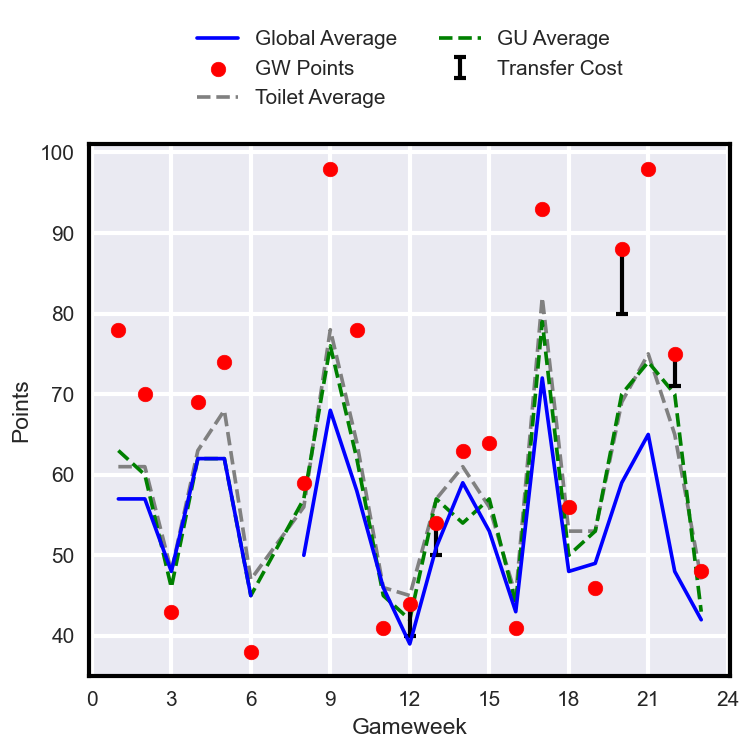 Global Average
GW Points
Toilet Average
GU Average
Transfer Cost
100
90
80
70
60
50
40
Points
0 3 6 9 12 15 18 21 24
Gameweek